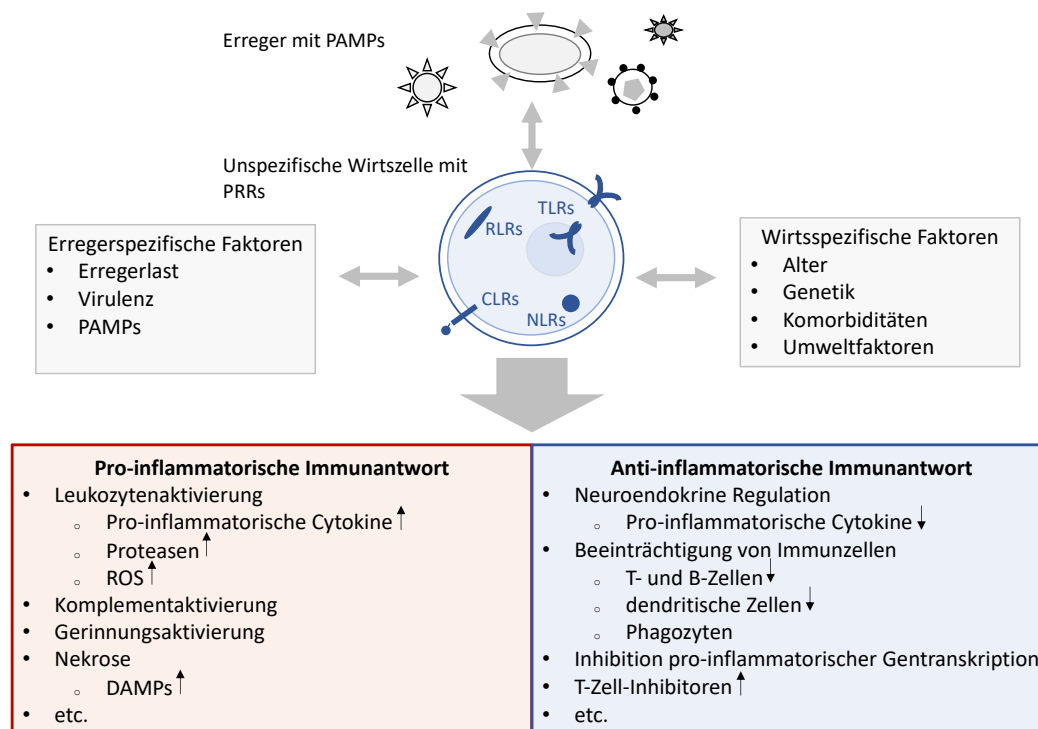 Erreger mit PAMPs
Unspezifische Wirtszelle mit
PRRs
TLRs
RLRs
CLRs
NLRs
Erregerspezifische Faktoren
• Erregerlast
• Virulenz
• PAMPs
Wirtsspezifische Faktoren
• Alter
• Genetik
• Komorbiditäten
• Umweltfaktoren
Pro-inflammatorische Immunantwort
• Leukozytenaktivierung
○ Pro-inflammatorische Cytokine ↑
○ Proteasen ↑
○ ROS ↑
• Komplementaktivierung
• Gerinnungsaktivierung
• Nekrose
○ DAMPs ↑
• etc.
Anti-inflammatorische Immunantwort
• Neuroendokrine Regulation
○ Pro-inflammatorische Cytokine ↓
• Beeinträchtigung von Immunzellen
○ T- und B-Zellen ↓
○ dendritische Zellen ↓
○ Phagozyten
• Inhibition pro-inflammatorischer Gentranskription
• T-Zell-Inhibitoren ↑
• etc.